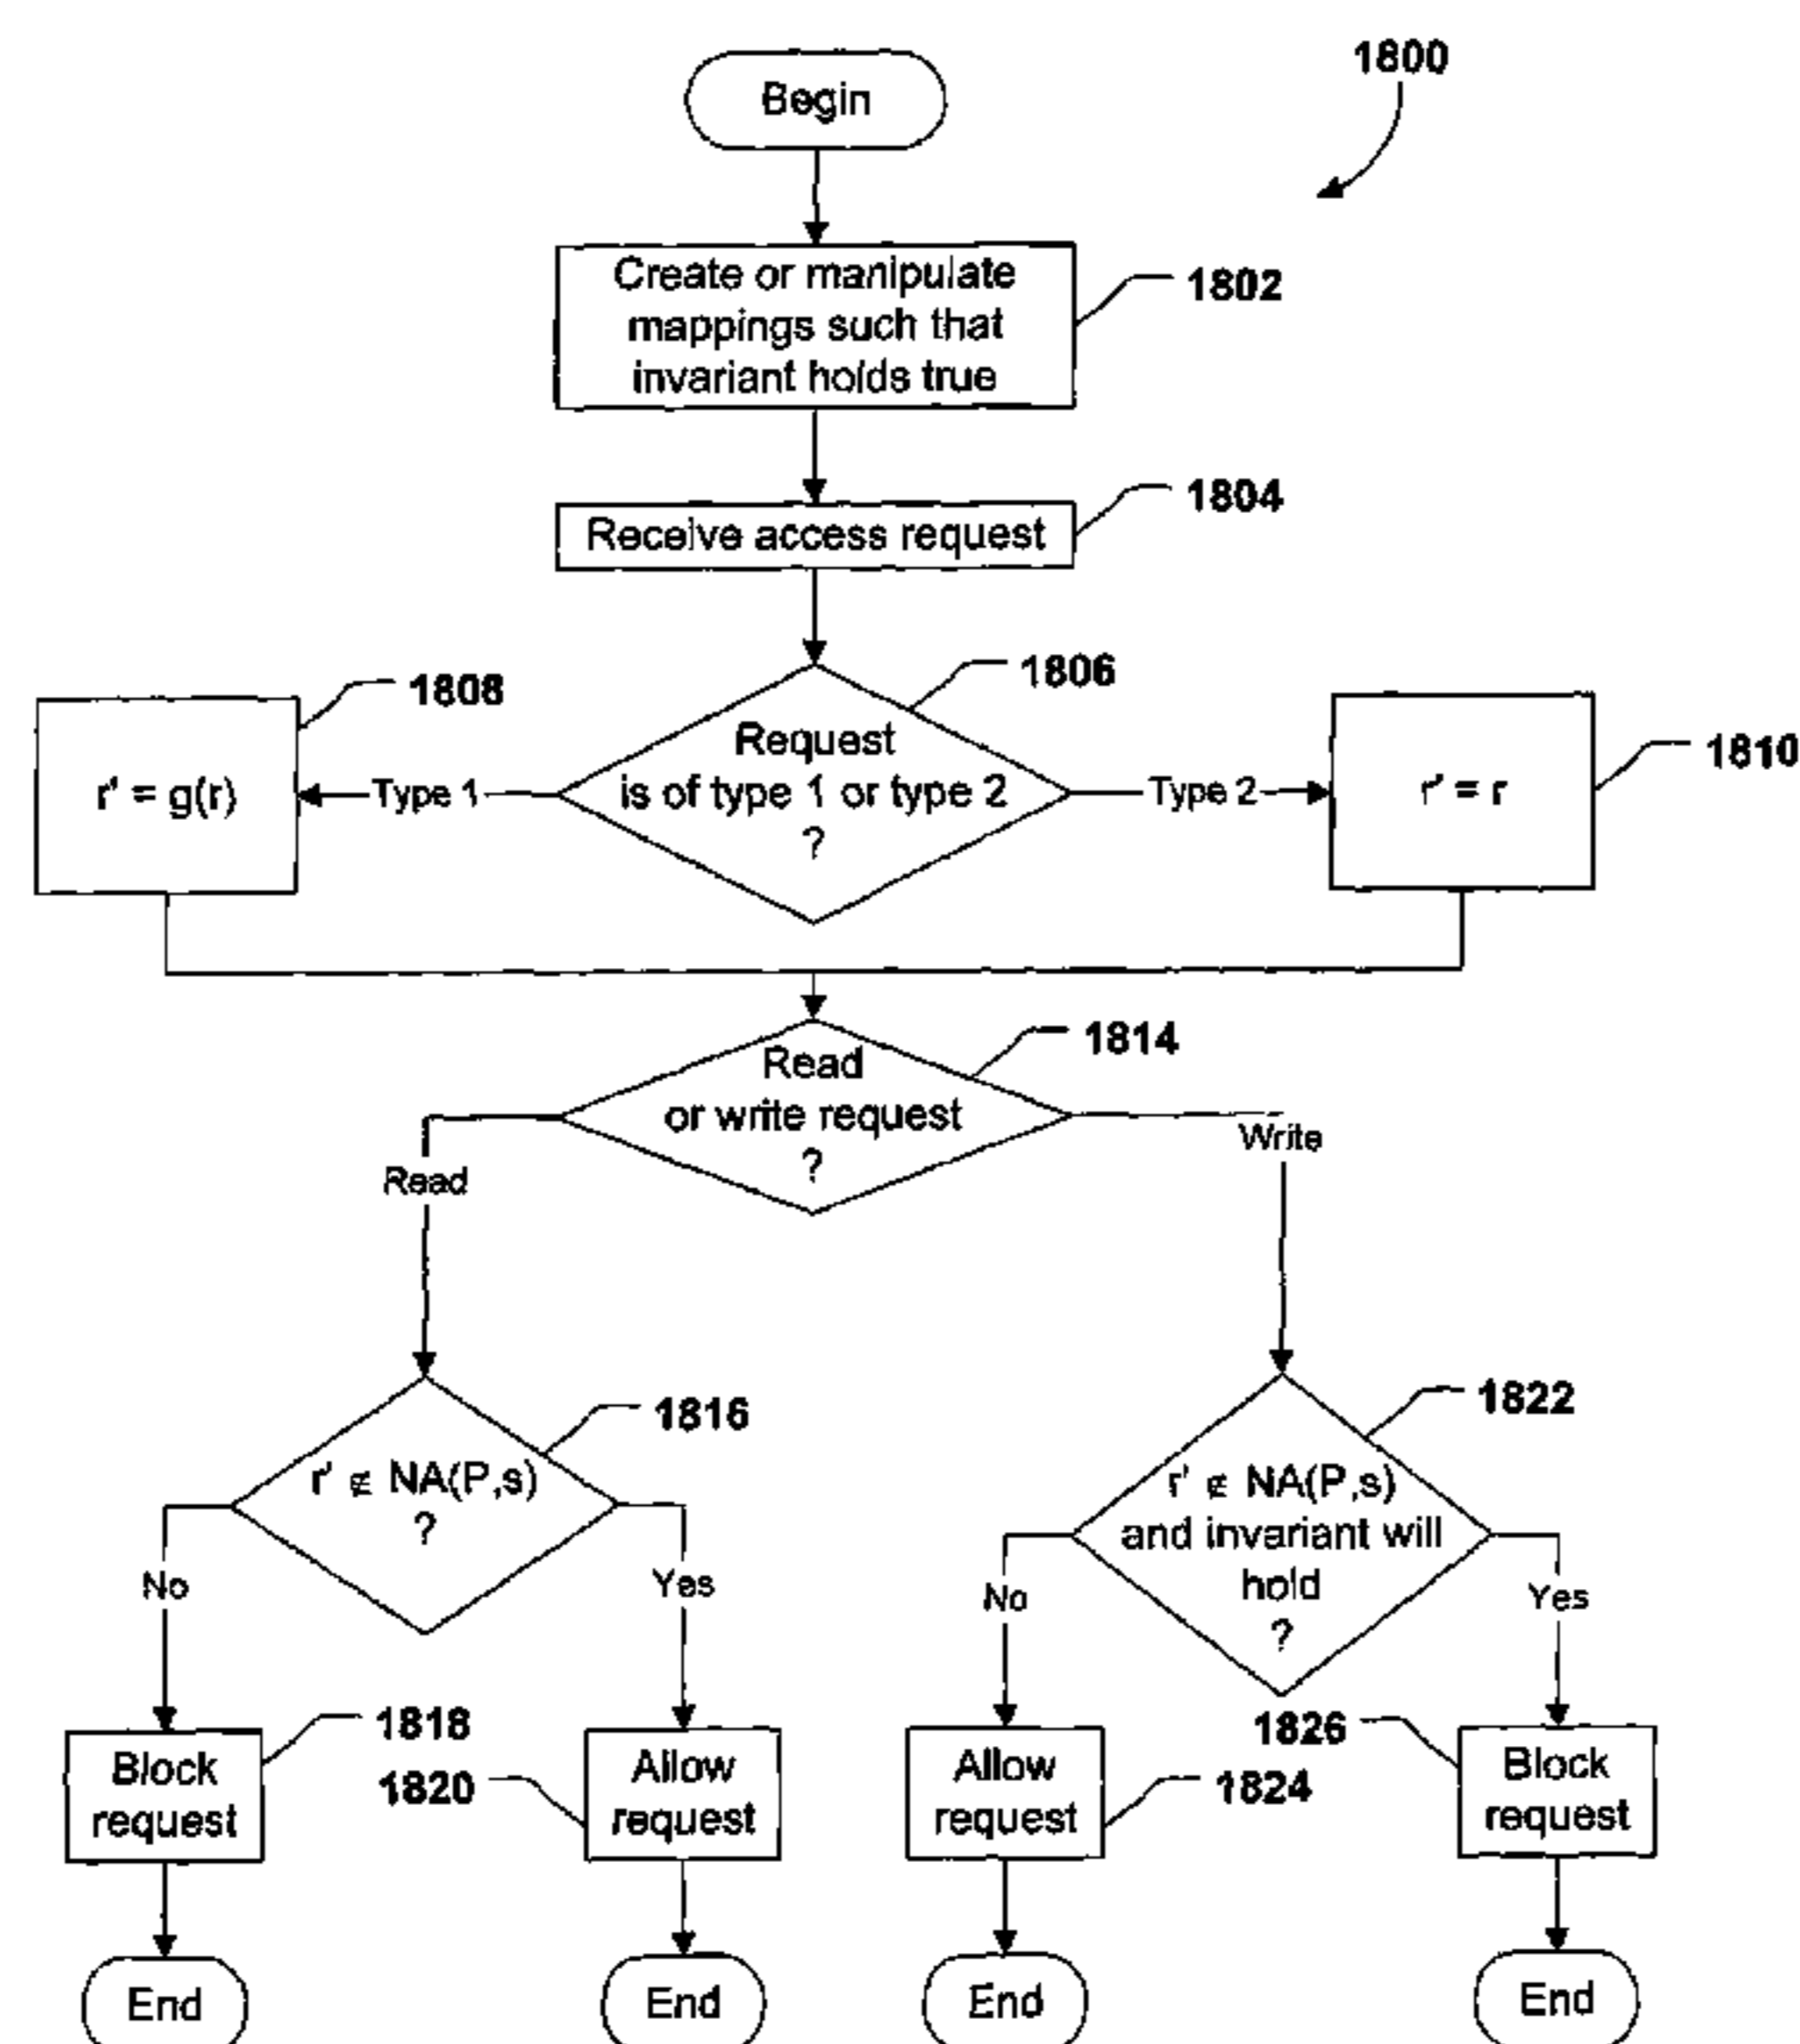 Begin
1800
Create or manipulate
mappings such that
invariant holds true
1802
Receive access request
1804
1806
1808
Request
is of type 1 or type 2
?
Type 1
Type 2
r' = g(r)
r' = r
1810
Read
or write request
?
1814
Read
Write
r' ∉ NA(P,s)
?
1816
r' ∉ NA(P,s)
and invariant will
hold
?
1822
No
Yes
No
Yes
Block
request
1818
Allow
request
1820
Allow
request
1824
Block
request
1826
End
End
End
End